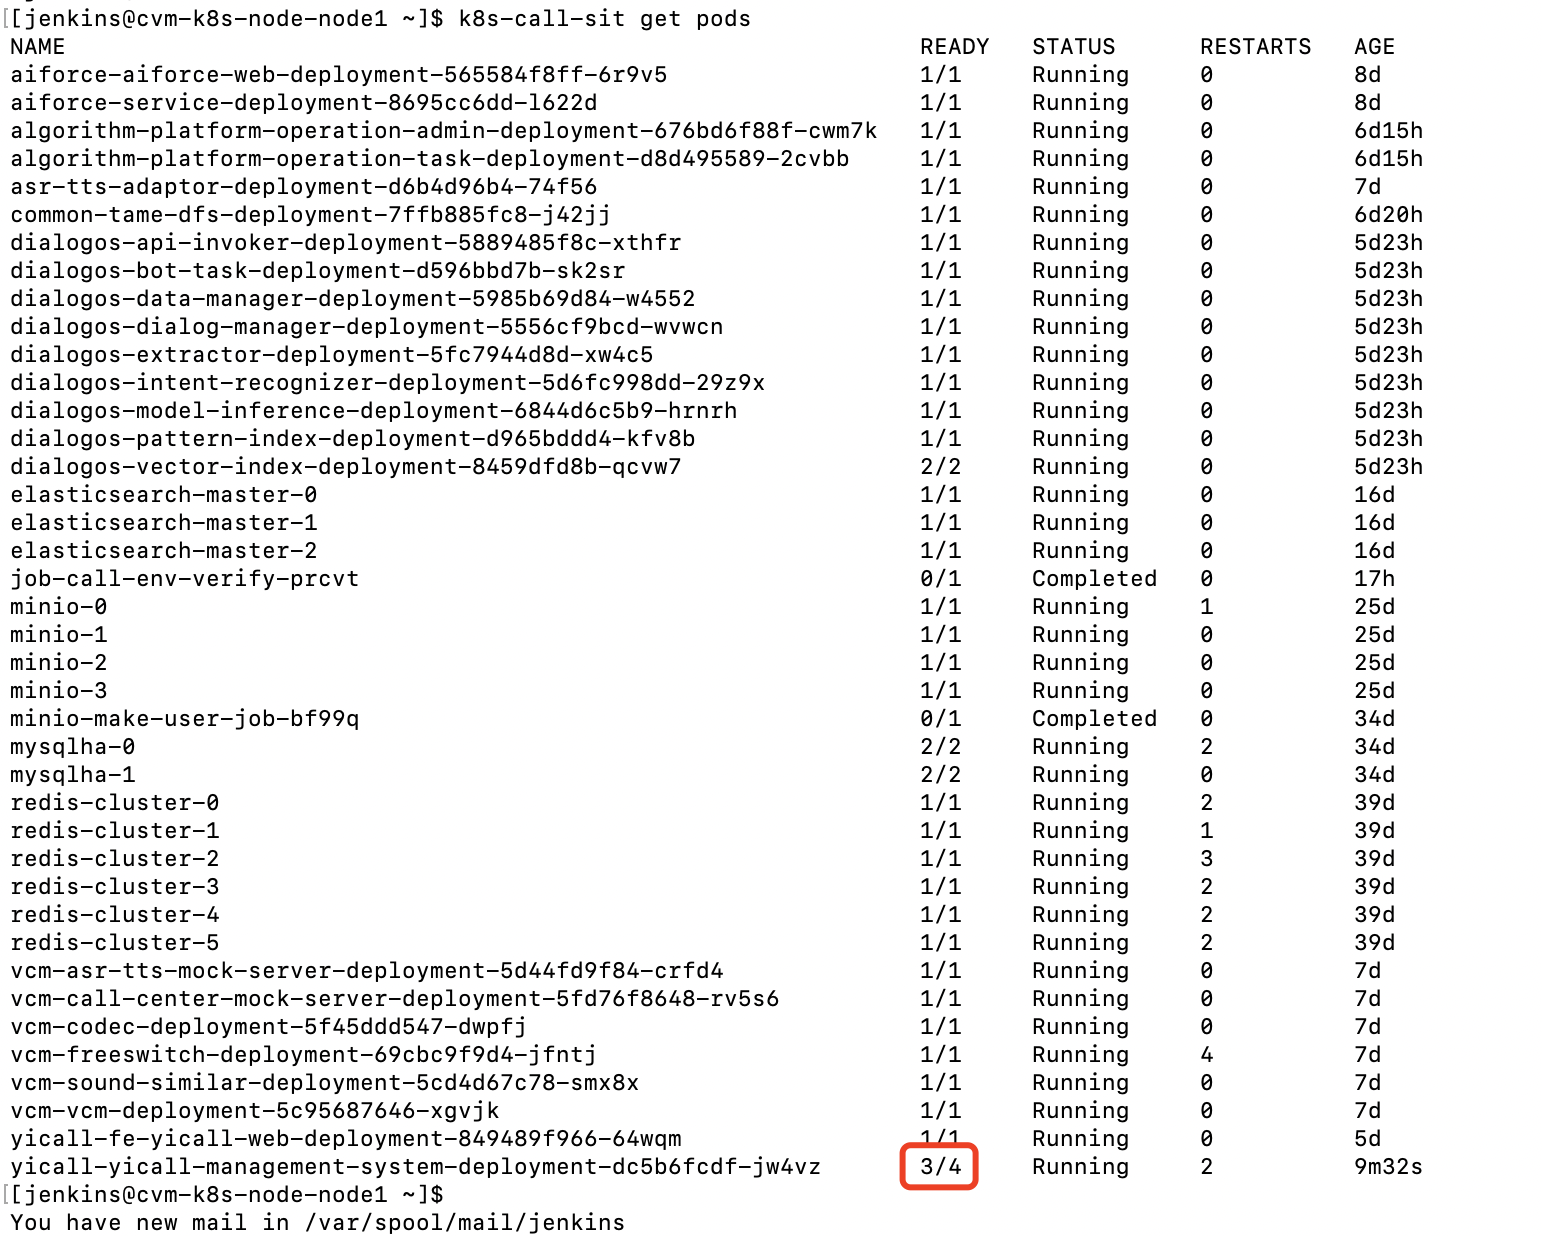 [[jenkins@cvm-k8s-node-node1 ~]$ k8s-call-sit get pods
NAME READY STATUS RESTARTS AGE
aiforce-aiforce-web-deployment-565584f8ff-6r9v5 1/1 Running 0 8d
aiforce-service-deployment-8695cc6dd-l622d 1/1 Running 0 8d
algorithm-platform-operation-admin-deployment-676bd6f88f-cwm7k 1/1 Running 0 6d15h
algorithm-platform-operation-task-deployment-d8d495589-2cvbb 1/1 Running 0 6d15h
asr-tts-adaptor-deployment-d6b4d96b4-74f56 1/1 Running 0 7d
common-tame-dfs-deployment-7ffb885fc8-j42jj 1/1 Running 0 6d20h
dialogos-api-invoker-deployment-5889485f8c-xthfr 1/1 Running 0 5d23h
dialogos-bot-task-deployment-d596bbd7b-sk2sr 1/1 Running 0 5d23h
dialogos-data-manager-deployment-5985b69d84-w4552 1/1 Running 0 5d23h
dialogos-dialog-manager-deployment-5556cf9bcd-wvwcn 1/1 Running 0 5d23h
dialogos-extractor-deployment-5fc7944d8d-xw4c5 1/1 Running 0 5d23h
dialogos-intent-recognizer-deployment-5d6fc998dd-29z9x 1/1 Running 0 5d23h
dialogos-model-inference-deployment-6844d6c5b9-hrnrh 1/1 Running 0 5d23h
dialogos-pattern-index-deployment-d965bddd4-kfv8b 1/1 Running 0 5d23h
dialogos-vector-index-deployment-8459dfd8b-qcvw7 2/2 Running 0 5d23h
elasticsearch-master-0 1/1 Running 0 16d
elasticsearch-master-1 1/1 Running 0 16d
elasticsearch-master-2 1/1 Running 0 16d
job-call-env-verify-prcvt 0/1 Completed 0 17h
minio-0 1/1 Running 1 25d
minio-1 1/1 Running 0 25d
minio-2 1/1 Running 0 25d
minio-3 1/1 Running 0 25d
minio-make-user-job-bf99q 0/1 Completed 0 34d
mysqlha-0 2/2 Running 2 34d
mysqlha-1 2/2 Running 0 34d
redis-cluster-0 1/1 Running 2 39d
redis-cluster-1 1/1 Running 1 39d
redis-cluster-2 1/1 Running 3 39d
redis-cluster-3 1/1 Running 2 39d
redis-cluster-4 1/1 Running 2 39d
redis-cluster-5 1/1 Running 2 39d
vcm-asr-tts-mock-server-deployment-5d44fd9f84-crfd4 1/1 Running 0 7d
vcm-call-center-mock-server-deployment-5fd76f8648-rv5s6 1/1 Running 0 7d
vcm-codec-deployment-5f45ddd547-dwpfj 1/1 Running 0 7d
vcm-freeswitch-deployment-69cbc9f9d4-jfntj 1/1 Running 4 7d
vcm-sound-similar-deployment-5cd4d67c78-smx8x 1/1 Running 0 7d
vcm-vcm-deployment-5c95687646-xgvjk 1/1 Running 0 7d
yicall-fe-yicall-web-deployment-849489f966-64wqm 1/1 Running 0 5d
yicall-yicall-management-system-deployment-dc5b6fcdf-jw4vz 3/4 Running 2 9m32s
[[jenkins@cvm-k8s-node-node1 ~]$
You have new mail in /var/spool/mail/jenkins